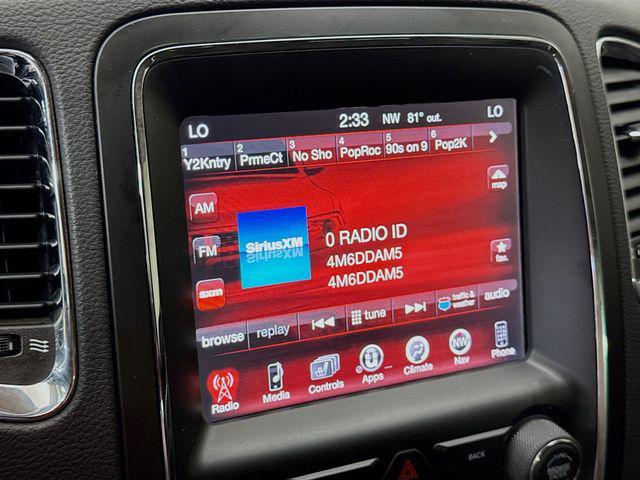 LO 2:33 NW 81° out. LO
1 2 3 4 5 6
Y2Kntry PrmeCt No Sho PopRoc 90s on 9 Pop2K
map
AM
SiriusXM
0 RADIO ID
4M6DDAM5
4M6DDAM5
FM
fav.
sxm
browse replay tune traffic & weather audio
Radio Media Controls Apps Climate NW Nav Phone
BACK